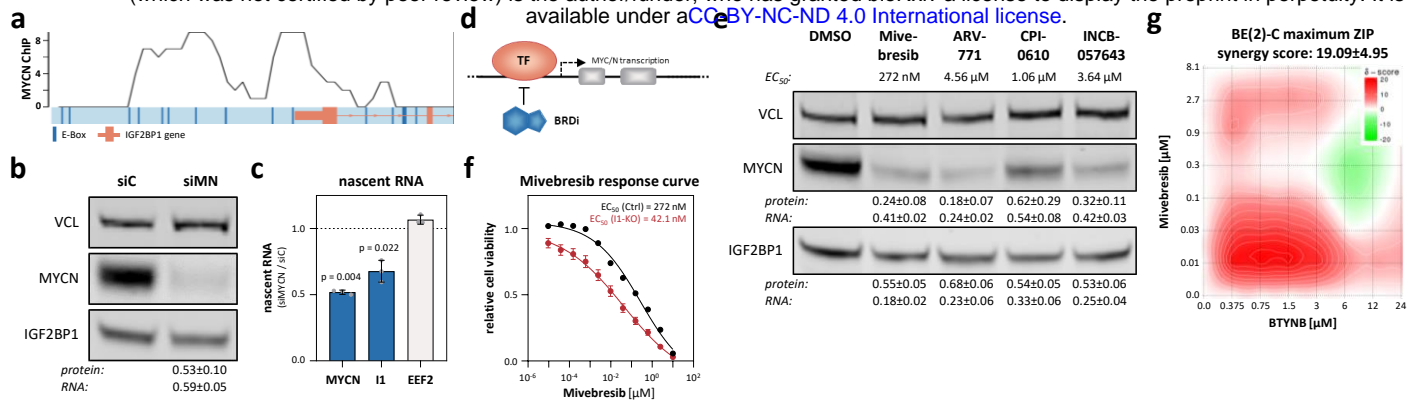 (which was not certified by peer review) is the author/funder, who has granted bioRxiv a license to display the preprint in perpetuity. It is
available under aCC-BY-NC-ND 4.0 International license.
a
MYCN ChIP
8
4
0
E-Box
IGF2BP1 gene
b
siC siMN
VCL
MYCN
IGF2BP1
protein: 0.53±0.10
RNA: 0.59±0.05
c
nascent RNA
nascent RNA
(siMYCN / siC)
1.0
0.5
0.0
p = 0.004
p = 0.022
MYCN I1 EEF2
d
TF
MYC/N transcription
BRDi
e
DMSO Mive-bresib ARV-771 CPI-0610 INCB-057643
EC50: 272 nM 4.56 µM 1.06 µM 3.64 µM
VCL
MYCN
protein: 0.24±0.08 0.18±0.07 0.62±0.29 0.32±0.11
RNA: 0.41±0.02 0.24±0.02 0.54±0.08 0.42±0.03
IGF2BP1
protein: 0.55±0.05 0.68±0.06 0.54±0.05 0.53±0.06
RNA: 0.18±0.02 0.23±0.06 0.33±0.06 0.25±0.04
f
Mivebresib response curve
EC50 (Ctrl) = 272 nM
EC50 (I1-KO) = 42.1 nM
relative cell viability
1.0
0.5
0.0
10-6 10-4 10-2 100 102
Mivebresib [µM]
g
BE(2)-C maximum ZIP
synergy score: 19.09±4.95
δ - score
20
10
0
-10
-20
Mivebresib [µM]
8.1
2.7
0.9
0.3
0.1
0.03
0.01
0.0
0.0 0.375 0.75 1.5 3 6 12 24
BTYNB [µM]